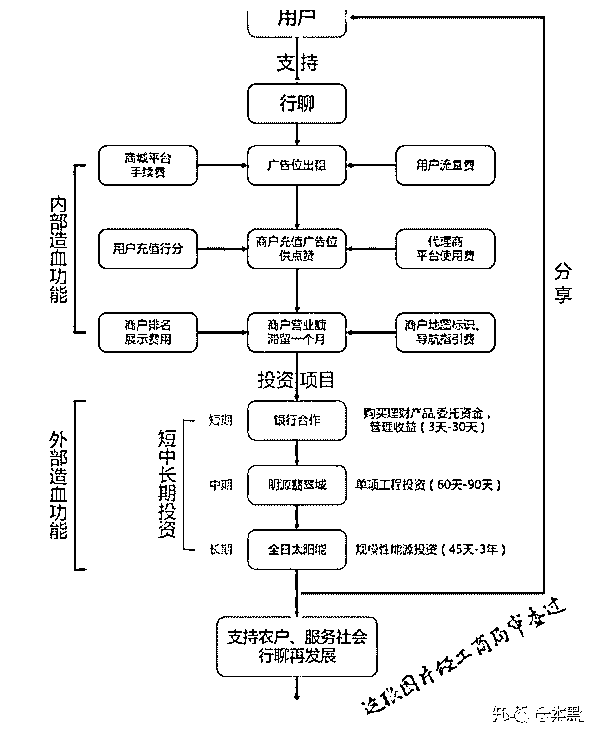 用户
支持
行聊
商城平台
手续费
广告位出租
用户流量费
内部造血功能
用户充值行分
商户充值广告位
供点赞
代理商
平台使用费
分享
商户排名
展示费用
商户营业额
滞留一个月
商户地图标识、
导航指引费
投资项目
外部造血功能
短中长期投资
短期
银行合作
购买理财产品,委托资金,
管理收益(3天-30天)
中期
明源翡翠城
单项工程投资(60天-90天)
长期
全日太阳能
规模性能源投资(45天-3年)
支持农户、服务社会
行聊再发展
这张图片经工商局审查过
知